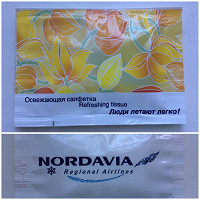 Освежающая салфетка
Refreshing tissue
Люди летают легко!
NORDAVIA
Regional Airlines